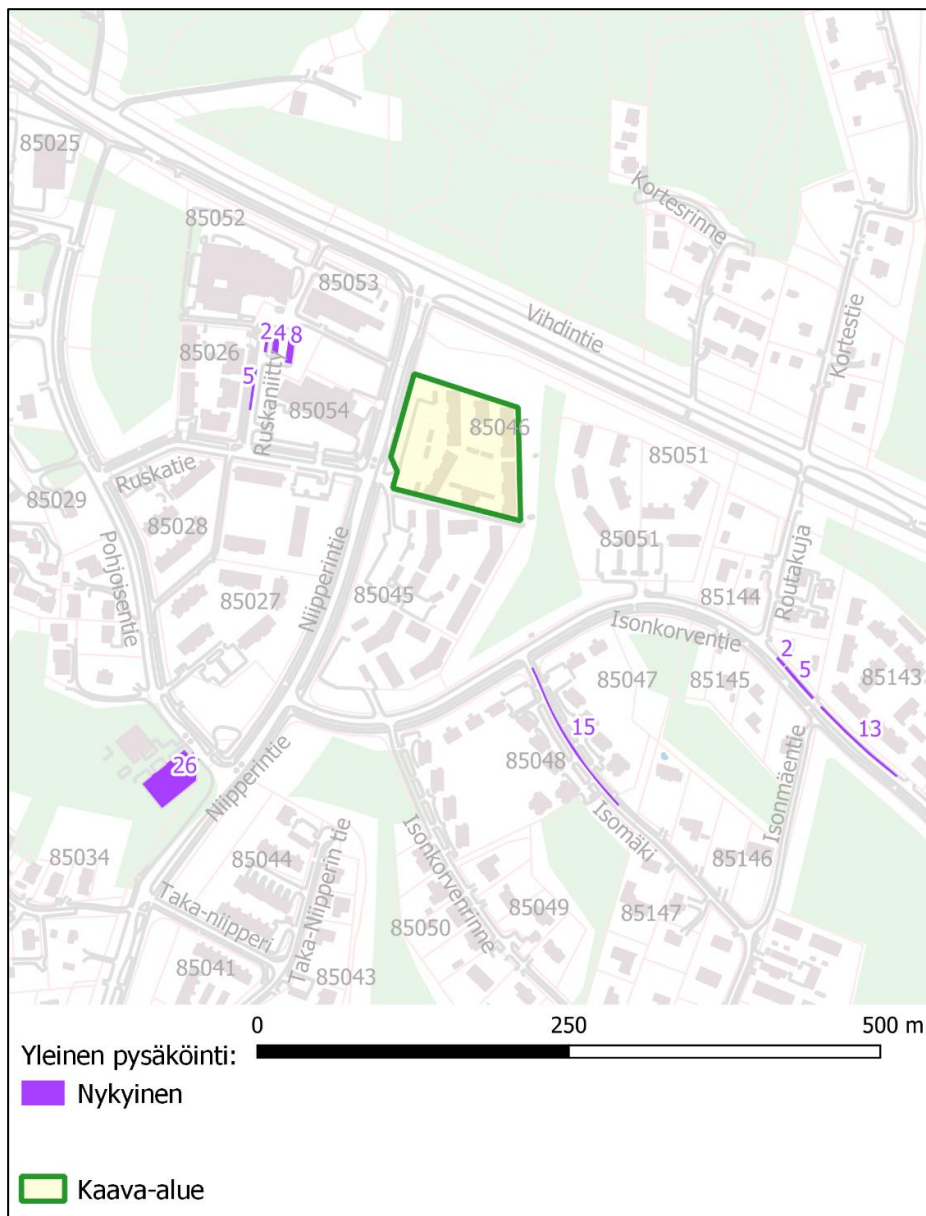 85025
85052
Kortesrinne
85053
Kortestie
Vihdintie
2
4
8
85026
5
Ruskaniitty
85054
85046
85051
Ruskatie
85029
85028
85051
Pohjoisentie
Niipperintie
85027
85045
85144
Routakuja
Isonkorventie
2
5
85047
85145
85143
13
15
85048
26
Niipperintie
Isomäki
Isonmäentie
85044
85034
Taka-Niipperin tie
Isonkorvenrinne
85146
Taka-niipperi
85049
85147
85050
85041
85043
0 250 500 m
Yleinen pysäköinti:
Nykyinen
Kaava-alue